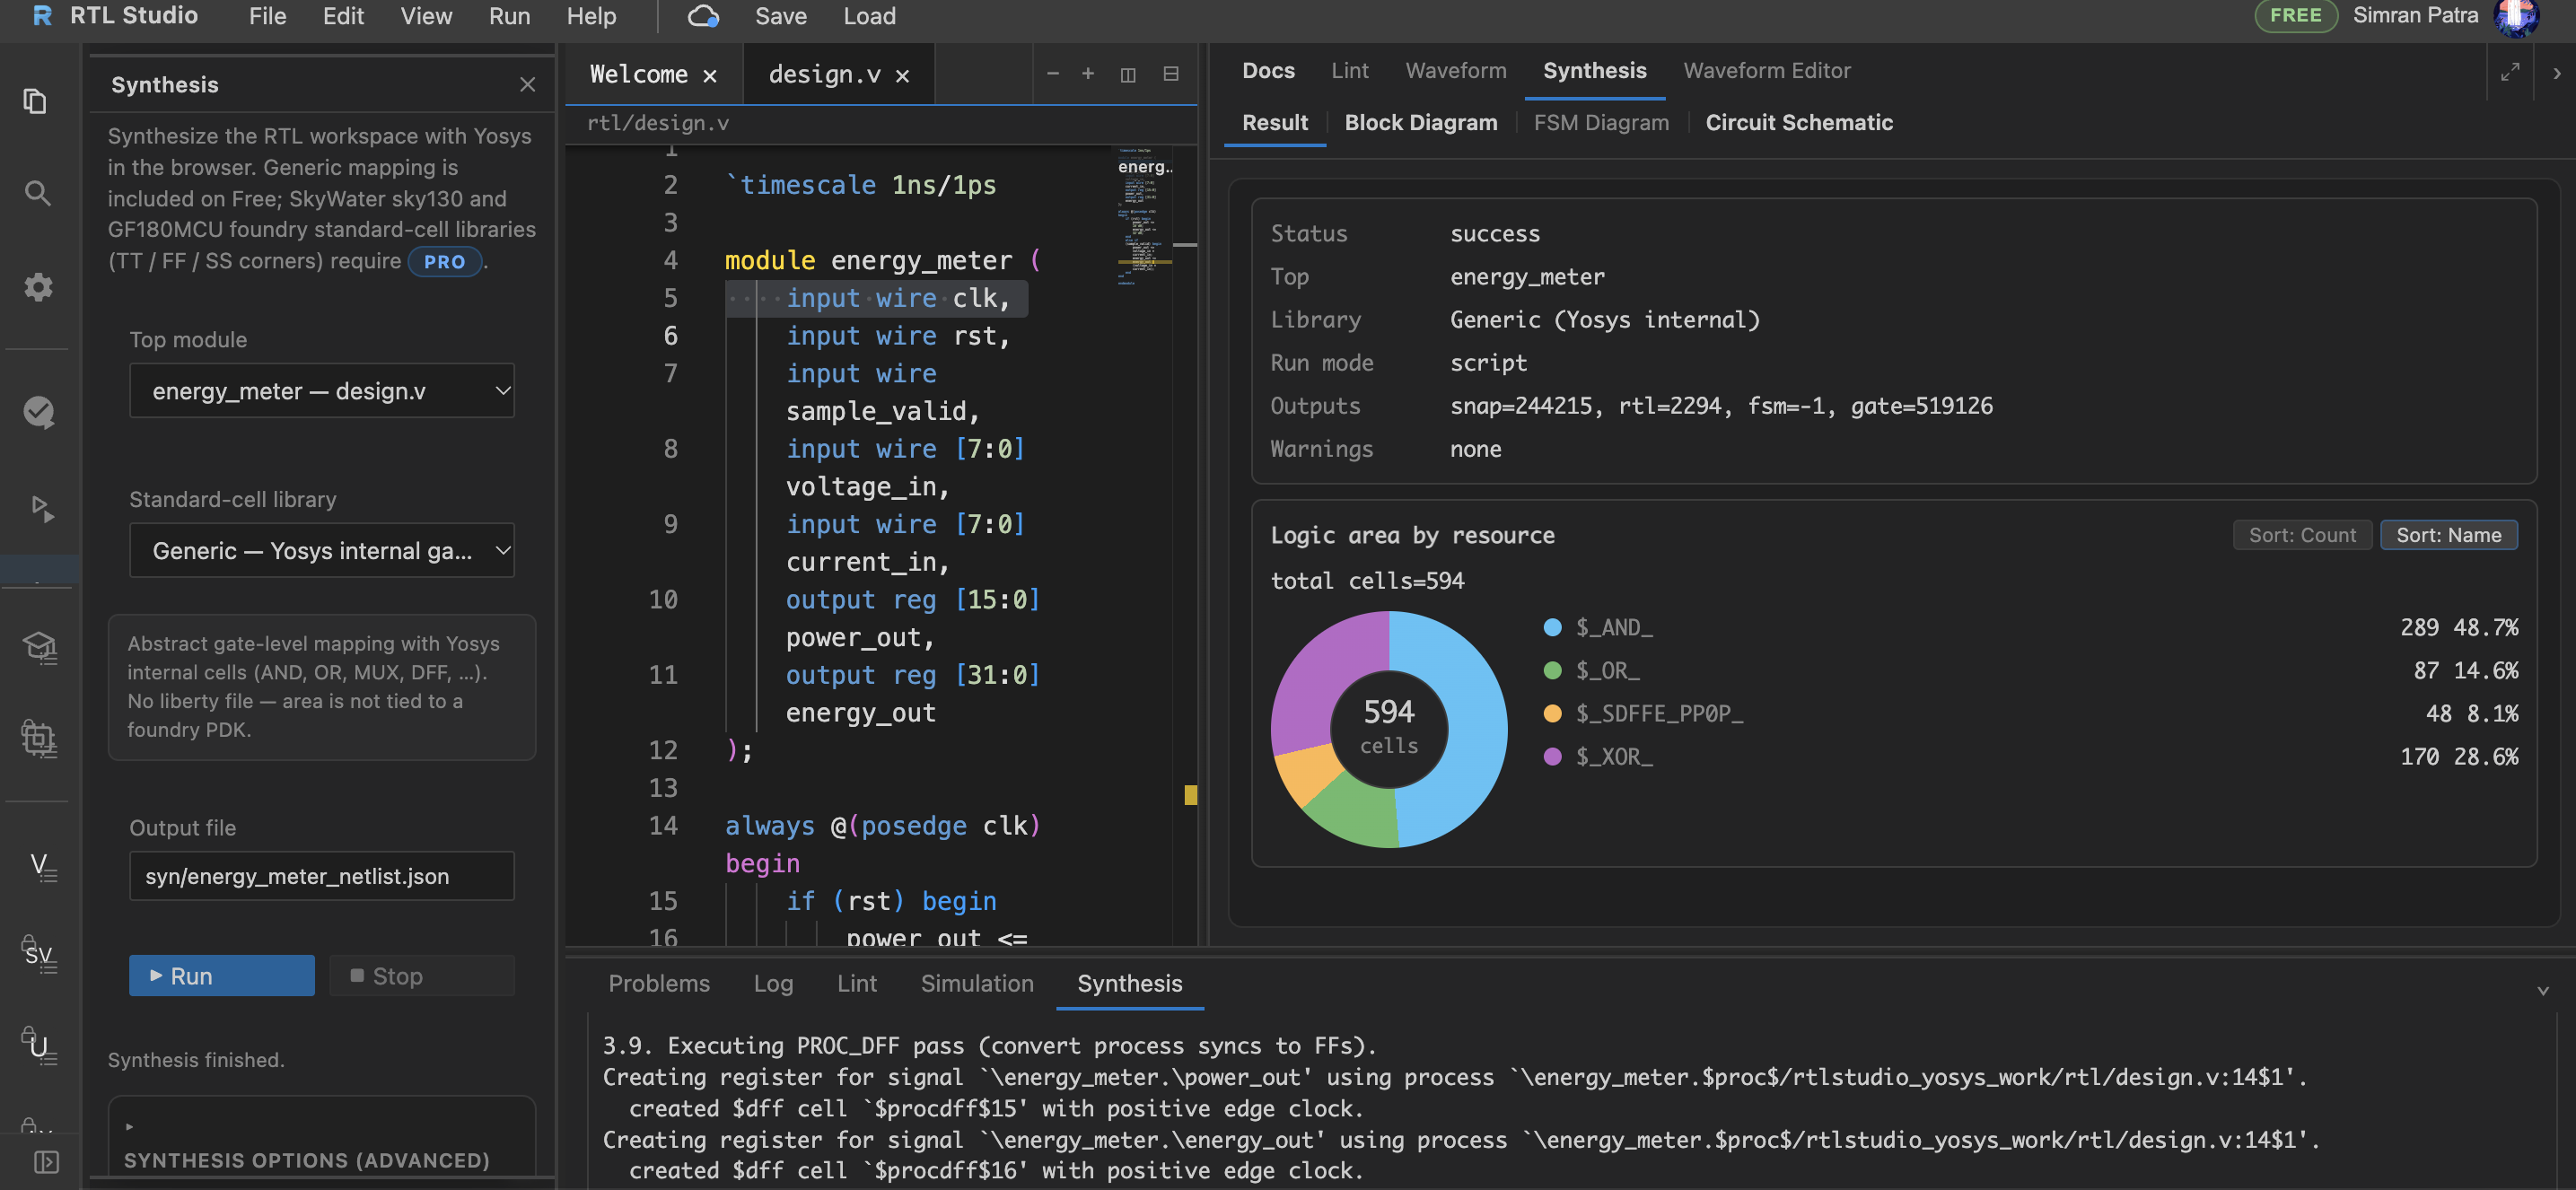 RTL Studio File Edit View Run Help Save Load FREE Simran Patra
Synthesis
Synthesize the RTL workspace with Yosys
in the browser. Generic mapping is
included on Free; SkyWater sky130 and
GF180MCU foundry standard-cell libraries
(TT / FF / SS corners) require PRO.
Top module
energy_meter — design.v
Standard-cell library
Generic — Yosys internal ga...
Abstract gate-level mapping with Yosys
internal cells (AND, OR, MUX, DFF, ...).
No liberty file — area is not tied to a
foundry PDK.
Output file
syn/energy_meter_netlist.json
Run Stop
Synthesis finished.
SYNTHESIS OPTIONS (ADVANCED)
V
SV
U
Welcome × design.v ×
rtl/design.v
1
2 `timescale 1ns/1ps
3
4 module energy_meter (
5 input wire clk,
6 input wire rst,
7 input wire
sample_valid,
8 input wire [7:0]
voltage_in,
9 input wire [7:0]
current_in,
10 output reg [15:0]
power_out,
11 output reg [31:0]
energy_out
12 );
13
14 always @(posedge clk)
begin
15 if (rst) begin
16 power_out <=
energ..
Docs Lint Waveform Synthesis Waveform Editor
Result Block Diagram FSM Diagram Circuit Schematic
Status success
Top energy_meter
Library Generic (Yosys internal)
Run mode script
Outputs snap=244215, rtl=2294, fsm=-1, gate=519126
Warnings none
Logic area by resource Sort: Count Sort: Name
total cells=594
594
cells
$_AND_ 289 48.7%
$_OR_ 87 14.6%
$_SDFFE_PP0P_ 48 8.1%
$_XOR_ 170 28.6%
Problems Log Lint Simulation Synthesis
3.9. Executing PROC_DFF pass (convert process syncs to FFs).
Creating register for signal `\energy_meter.\power_out' using process `\energy_meter.$proc$/rtlstudio_yosys_work/rtl/design.v:14$1'.
created $dff cell `$procdff$15' with positive edge clock.
Creating register for signal `\energy_meter.\energy_out' using process `\energy_meter.$proc$/rtlstudio_yosys_work/rtl/design.v:14$1'.
created $dff cell `$procdff$16' with positive edge clock.